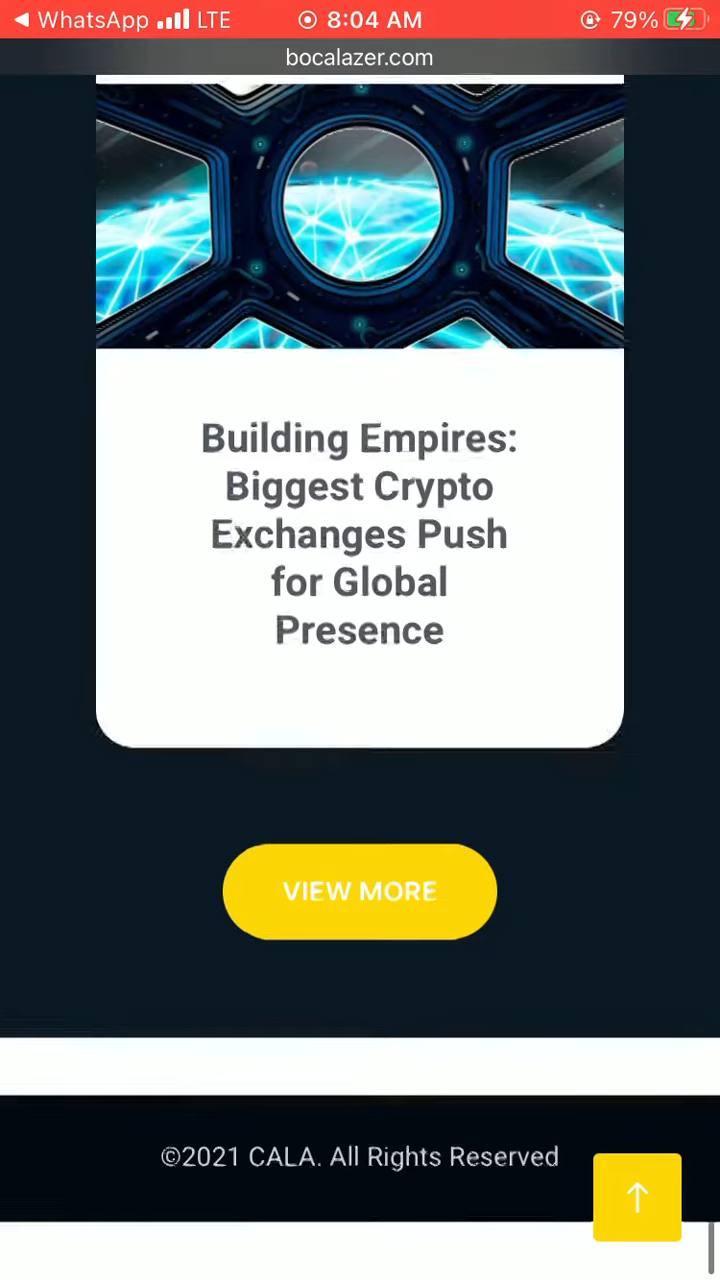 WhatsApp LTE 8:04 AM 79%
bocalazer.com
Building Empires:
Biggest Crypto
Exchanges Push
for Global
Presence
VIEW MORE
©2021 CALA. All Rights Reserved